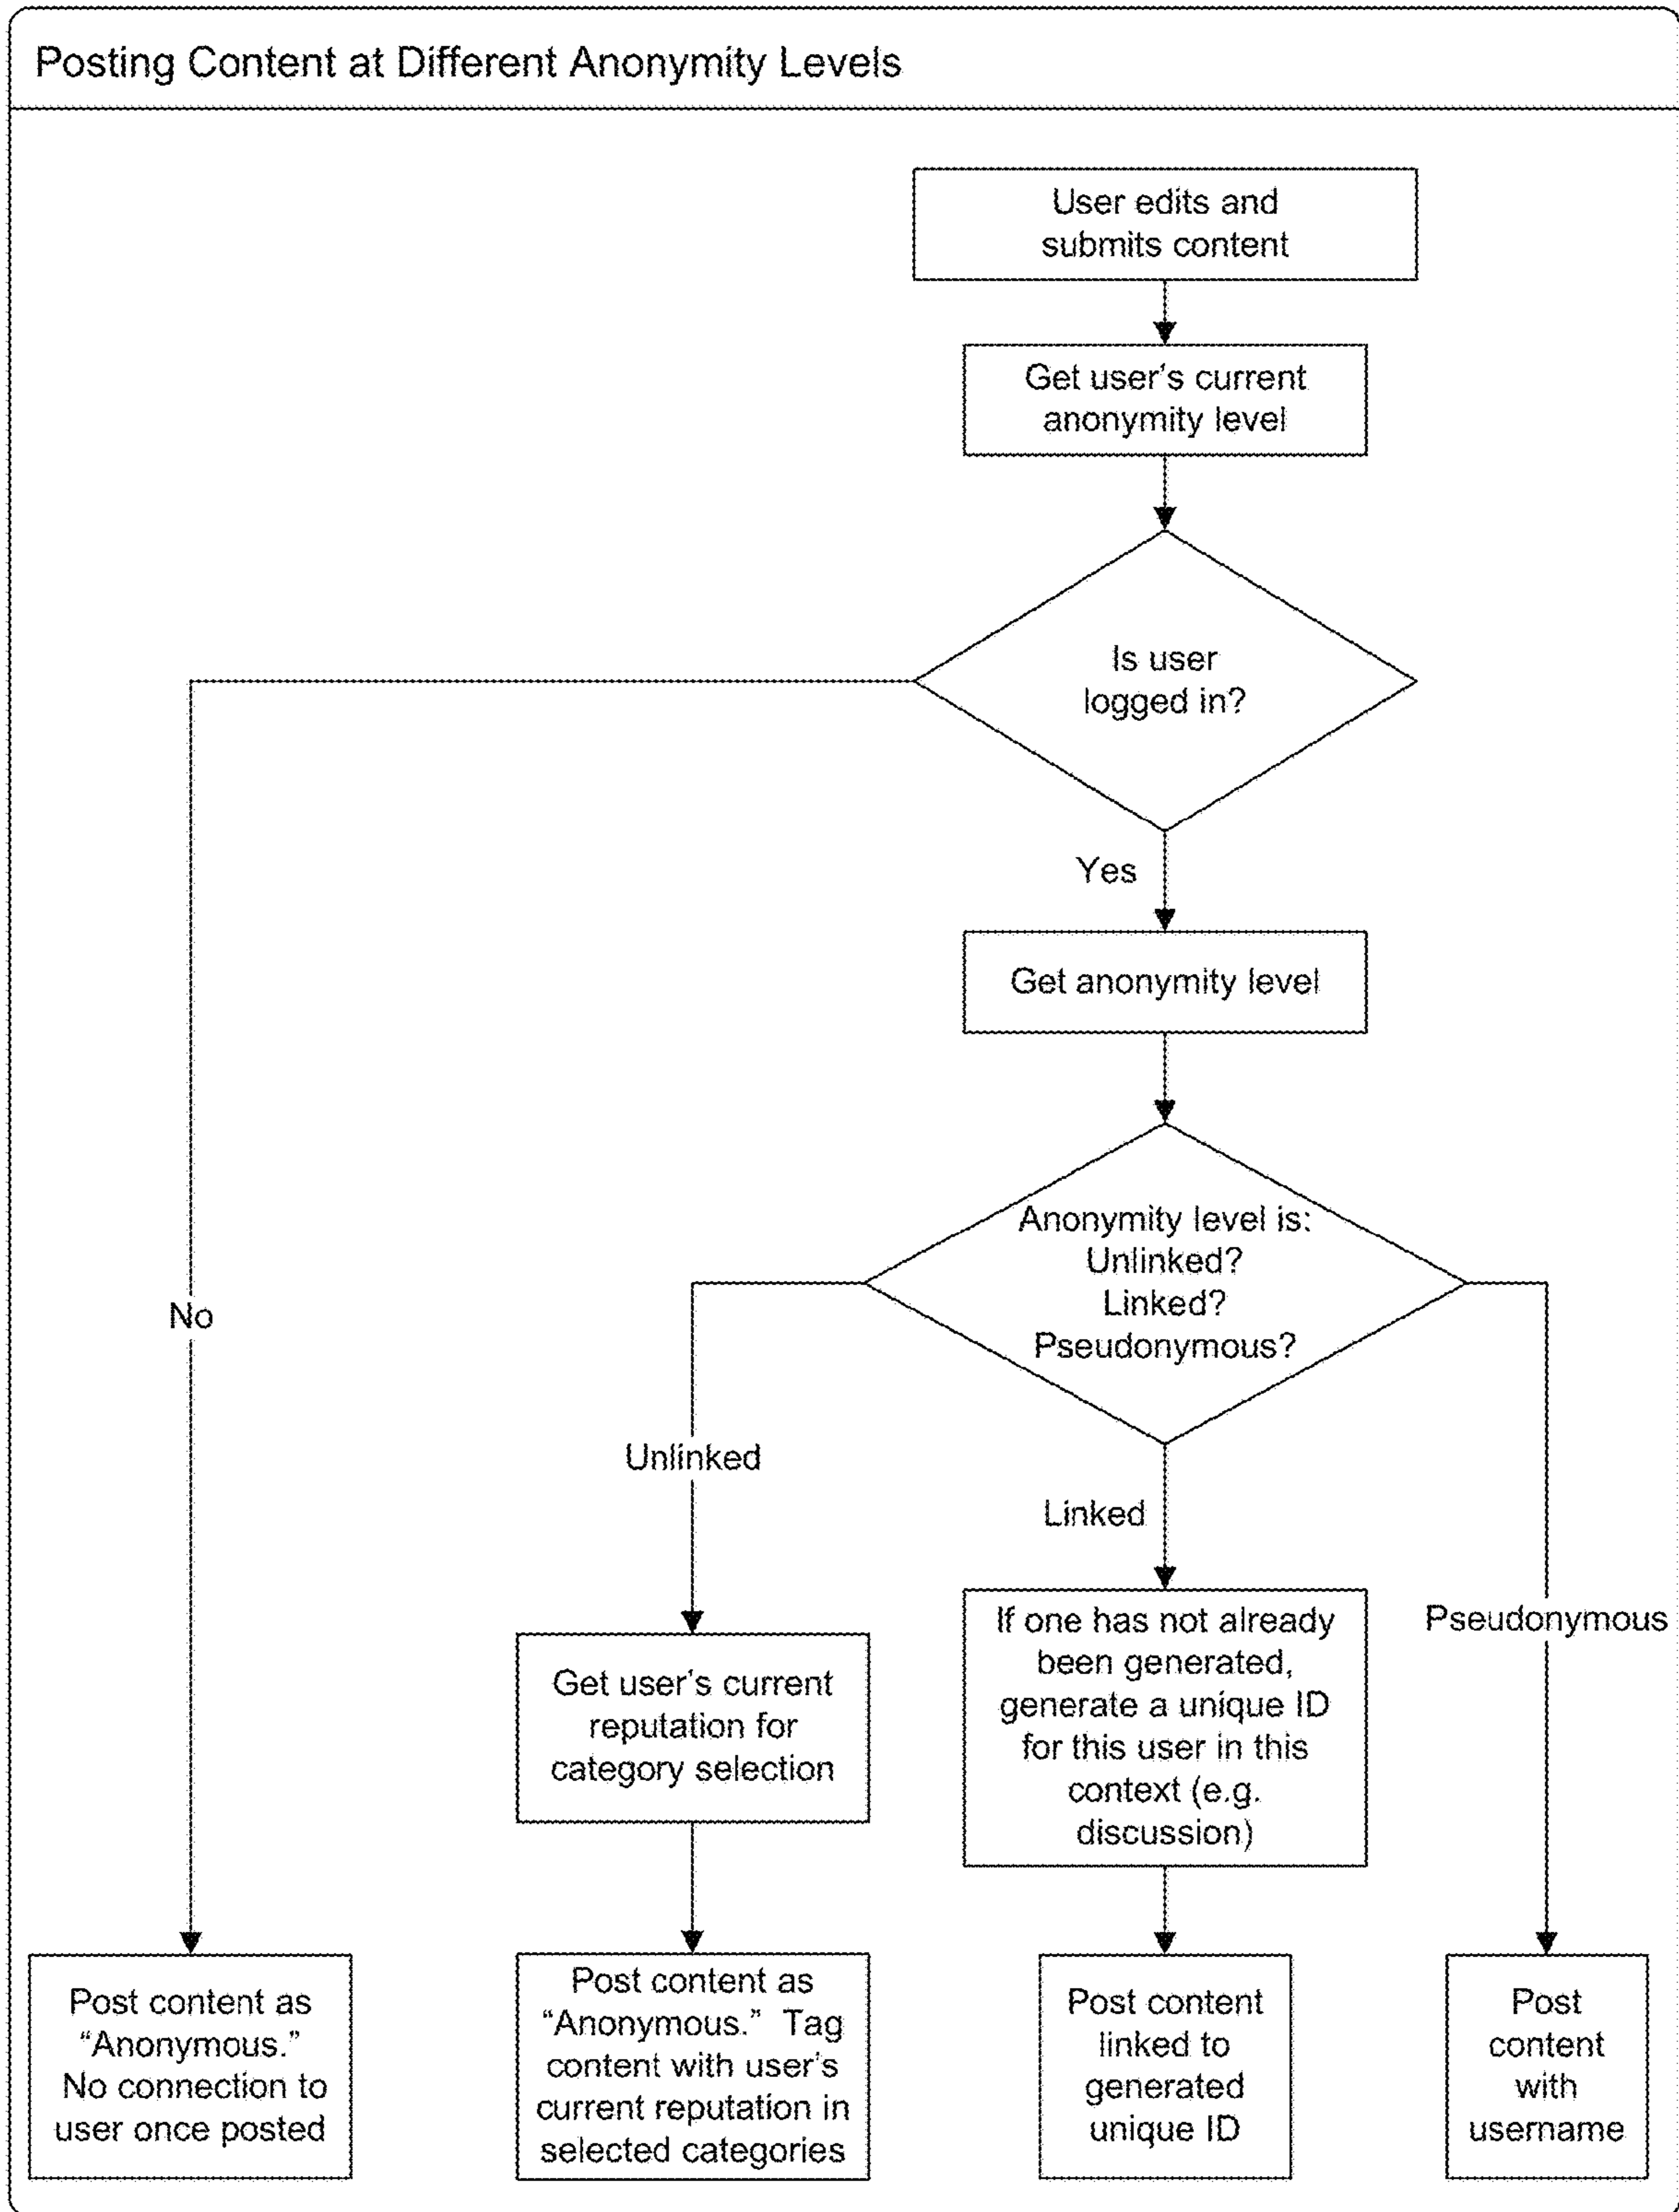 Posting Content at Different Anonymity Levels
User edits and
submits content
Get user's current
anonymity level
Is user
logged in?
Yes
Get anonymity level
Anonymity level is:
Unlinked?
Linked?
Pseudonymous?
No
Unlinked
Linked
Pseudonymous
Get user's current
reputation for
category selection
If one has not already
been generated,
generate a unique ID
for this user in this
context (e.g.
discussion)
Post content as
“Anonymous.”
No connection to
user once posted
Post content as
“Anonymous.”  Tag
content with user's
current reputation in
selected categories
Post content
linked to
generated
unique ID
Post
content
with
username